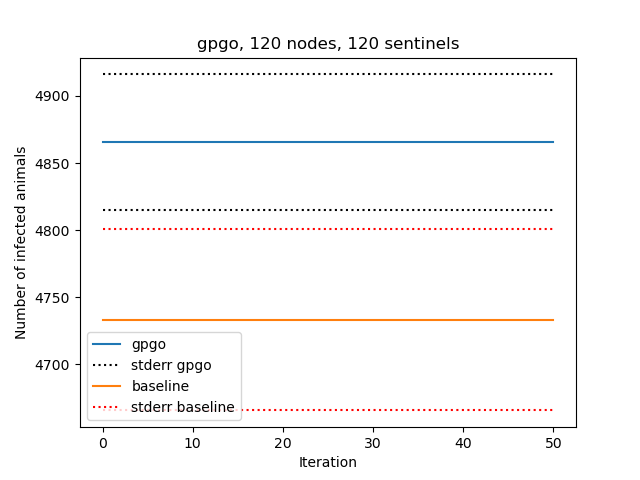 gpgo, 120 nodes, 120 sentinels
Number of infected animals
4900
4850
4800
4750
4700
gpgo
stderr gpgo
baseline
stderr baseline
0 10 20 30 40 50
Iteration